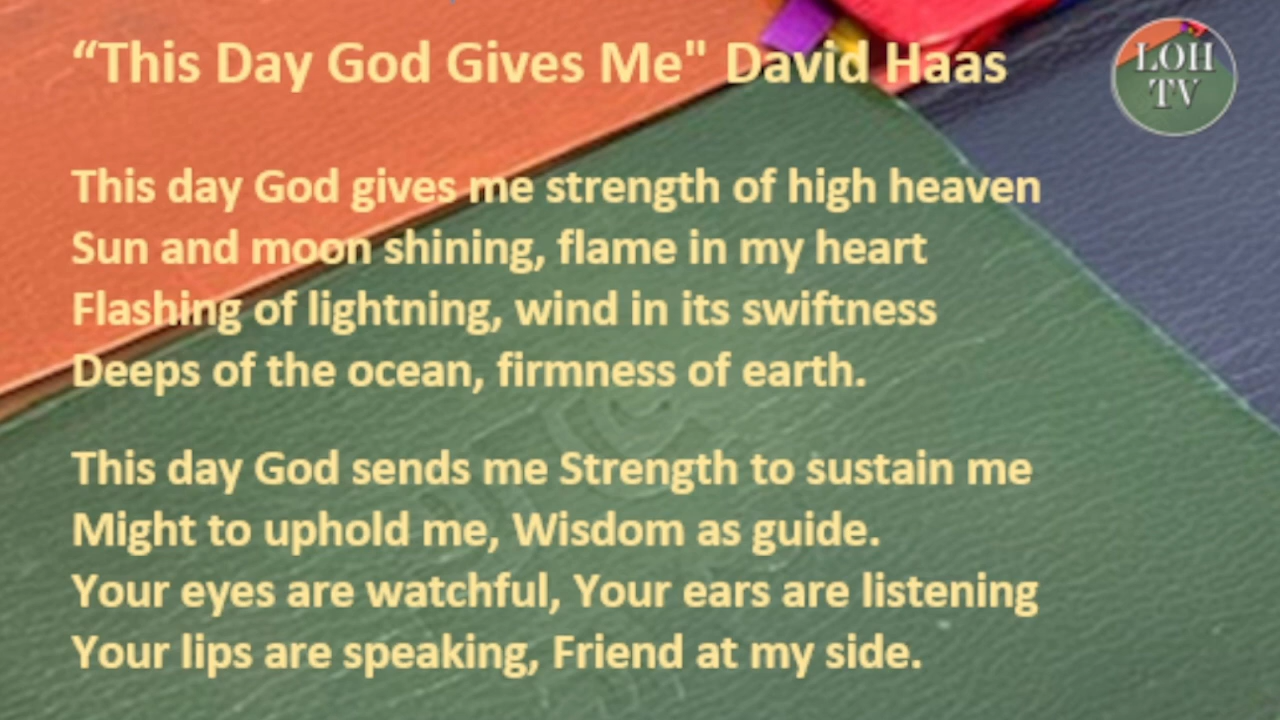 “This Day God Gives Me" David Haas
LOH
TV
This day God gives me strength of high heaven
Sun and moon shining, flame in my heart
Flashing of lightning, wind in its swiftness
Deeps of the ocean, firmness of earth.
This day God sends me Strength to sustain me
Might to uphold me, Wisdom as guide.
Your eyes are watchful, Your ears are listening
Your lips are speaking, Friend at my side.